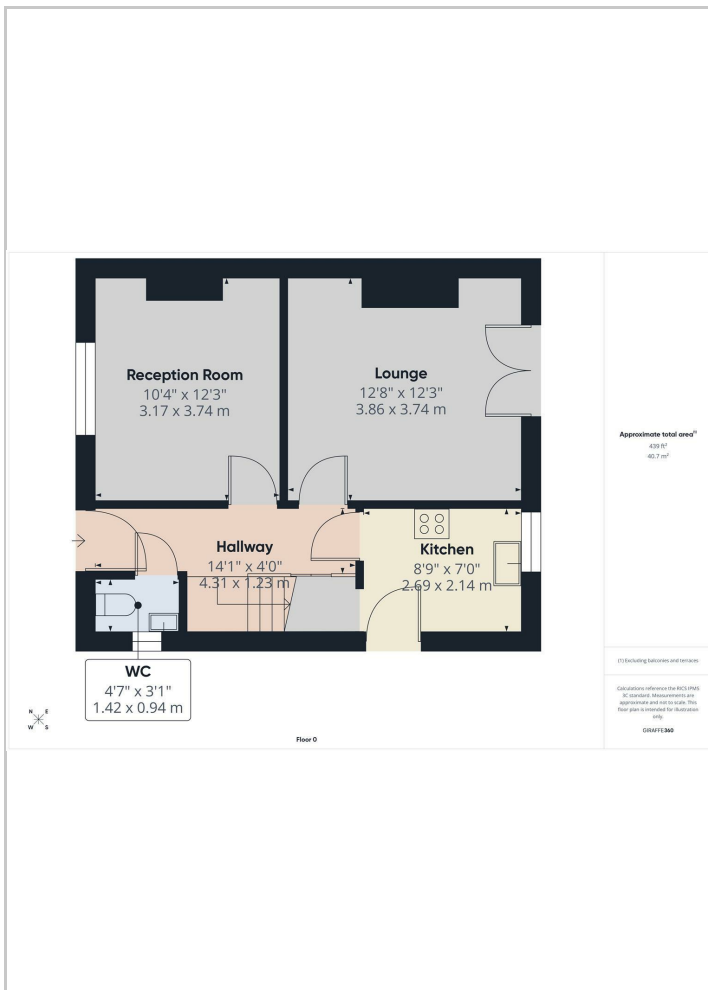 Reception Room
10'4" x 12'3"
3.17 x 3.74 m
Lounge
12'8" x 12'3"
3.86 x 3.74 m
Hallway
14'1" x 4'0"
4.31 x 1.23 m
Kitchen
8'9" x 7'0"
2.69 x 2.14 m
WC
4'7" x 3'1"
1.42 x 0.94 m
N E
W S
Floor 0
Approximate total area⁽¹⁾
439 ft²
40.7 m²
(1) Excluding balconies and terraces
Calculations reference the RICS IPMS
3C standard. Measurements are
approximate and not to scale. This
floor plan is intended for illustration
only.
GIRAFFE360